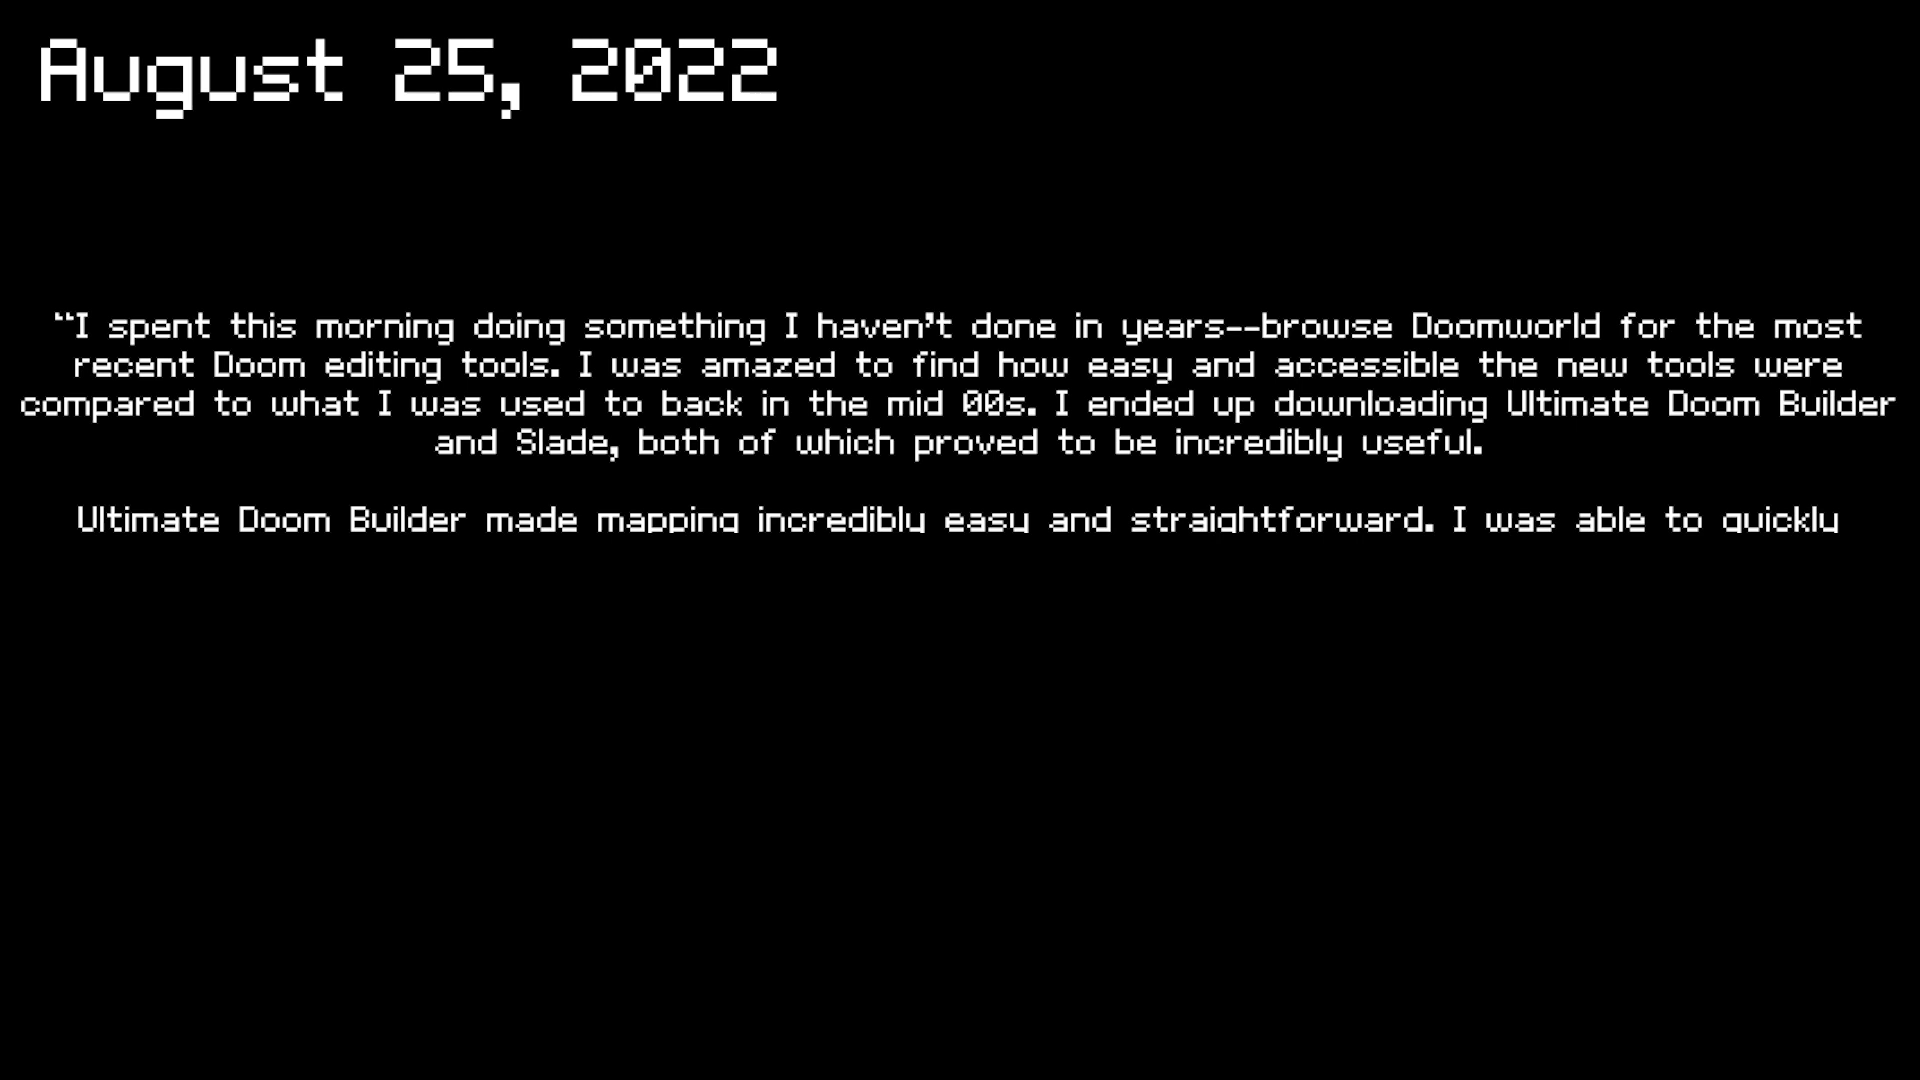 August 25, 2022
“I spent this morning doing something I haven’t done in years--browse Doomworld for the most
recent Doom editing tools. I was amazed to find how easy and accessible the new tools were
compared to what I was used to back in the mid 00s. I ended up downloading Ultimate Doom Builder
and Slade, both of which proved to be incredibly useful.
Ultimate Doom Builder made mapping incredibly easy and straightforward. I was able to quickly